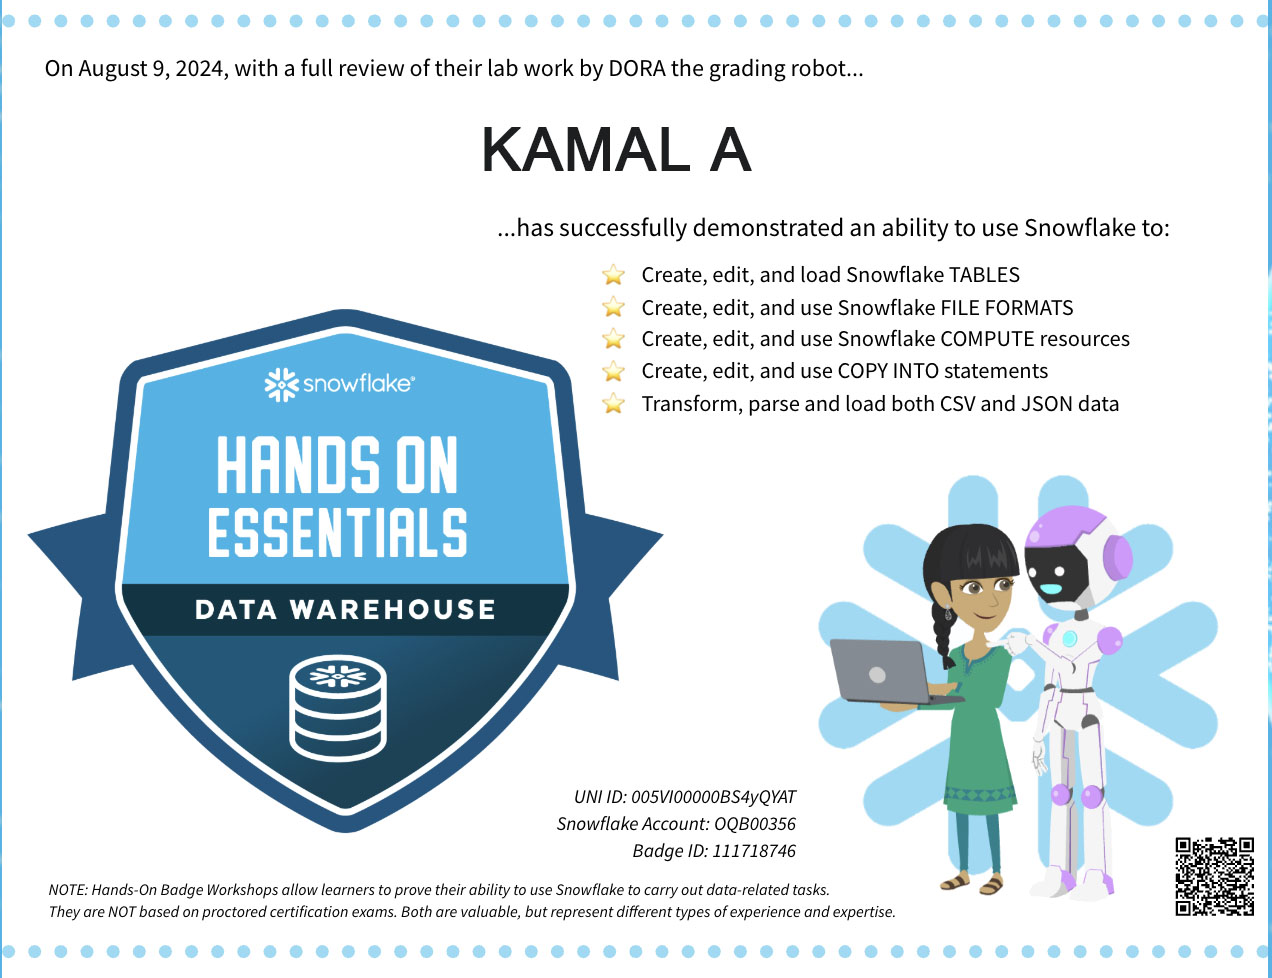 On August 9, 2024, with a full review of their lab work by DORA the grading robot...
KAMAL A
...has successfully demonstrated an ability to use Snowflake to:
Create, edit, and load Snowflake TABLES
Create, edit, and use Snowflake FILE FORMATS
Create, edit, and use Snowflake COMPUTE resources
Create, edit, and use COPY INTO statements
Transform, parse and load both CSV and JSON data
snowflake®
HANDS ON
ESSENTIALS
DATA WAREHOUSE
UNI ID: 005VI00000BS4yQYAT
Snowflake Account: OQB00356
Badge ID: 111718746
NOTE: Hands-On Badge Workshops allow learners to prove their ability to use Snowflake to carry out data-related tasks.
They are NOT based on proctored certification exams. Both are valuable, but represent different types of experience and expertise.